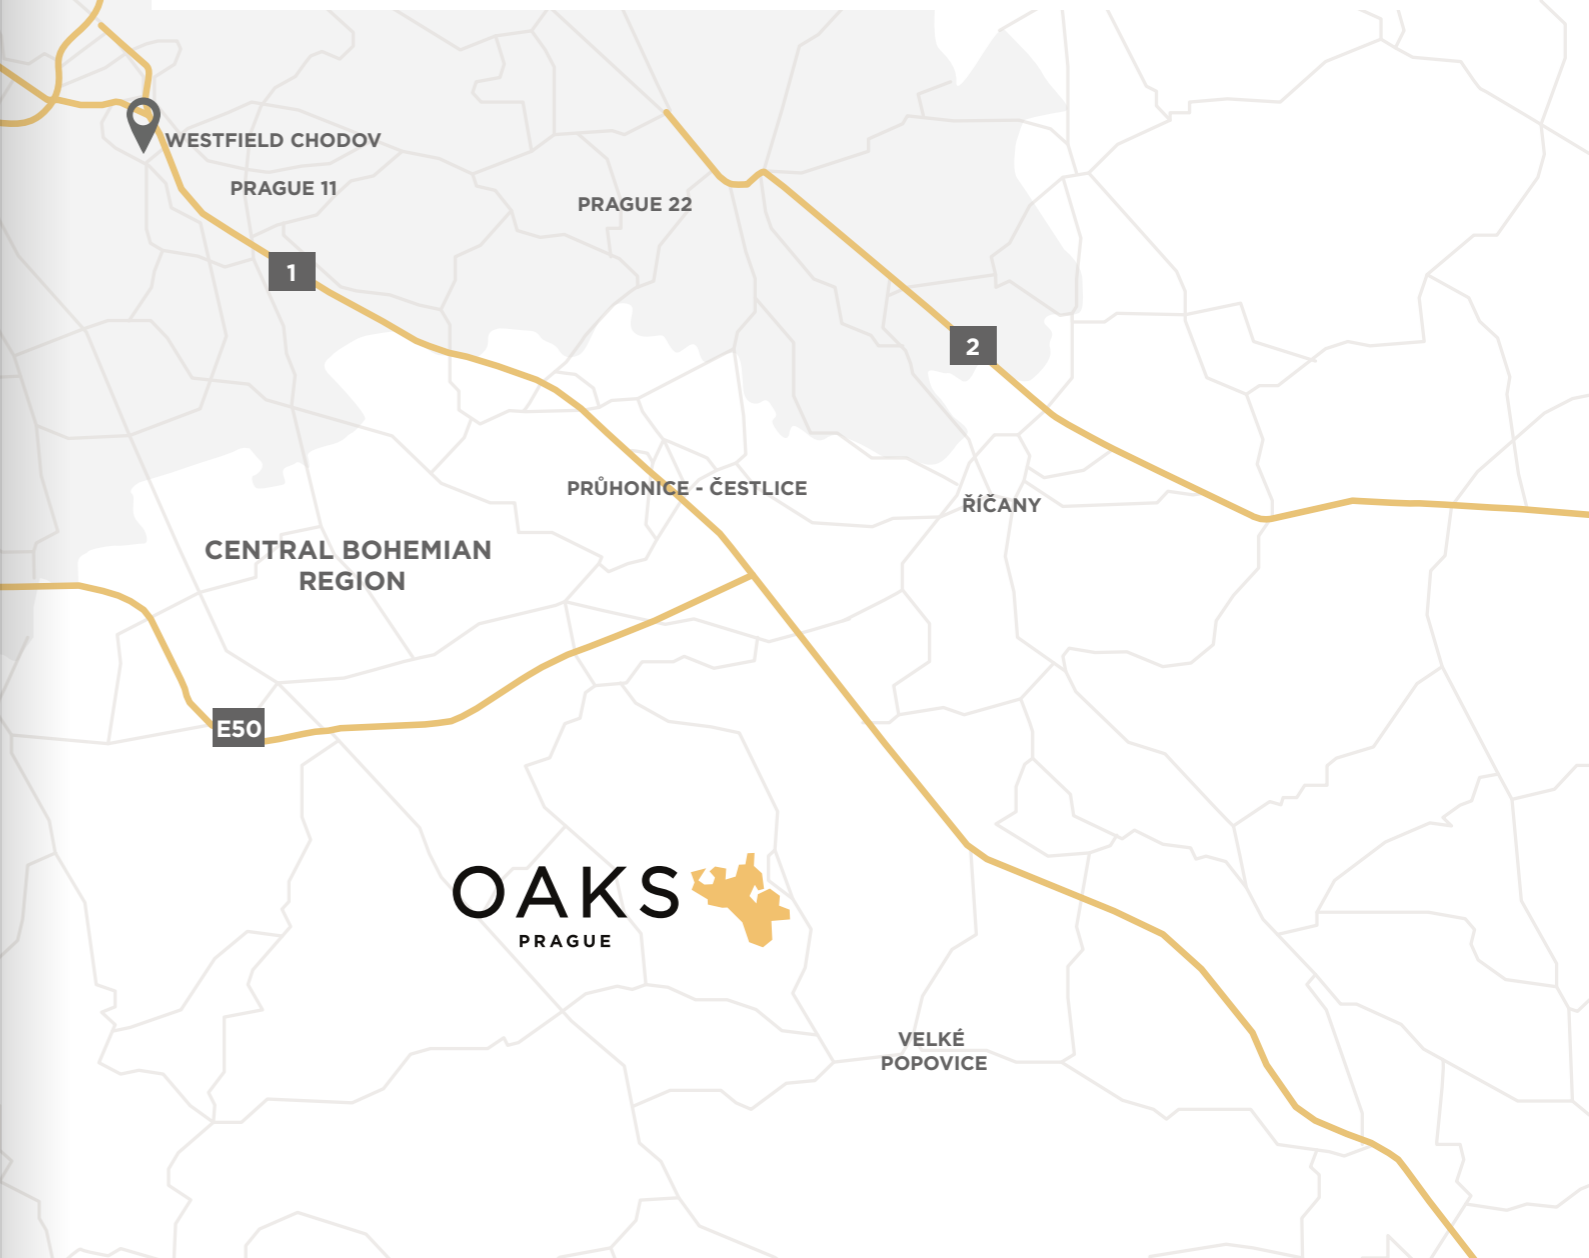 WESTFIELD CHODOV
PRAGUE 11
PRAGUE 22
1
2
PRŮHONICE - ČESTLICE
ŘÍČANY
CENTRAL BOHEMIAN
REGION
E50
OAKS
PRAGUE
VELKÉ
POPOVICE